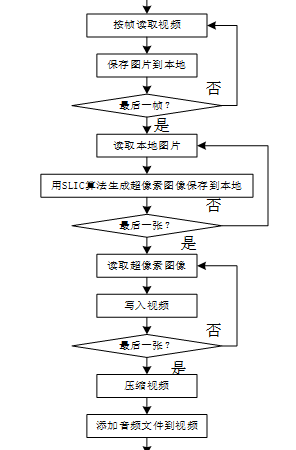 按帧读取视频
保存图片到本地
否
最后一帧？
是
读取本地图片
用SLIC算法生成超像素图像保存到本地
否
最后一张？
是
读取超像素图像
写入视频
否
最后一张？
是
压缩视频
添加音频文件到视频